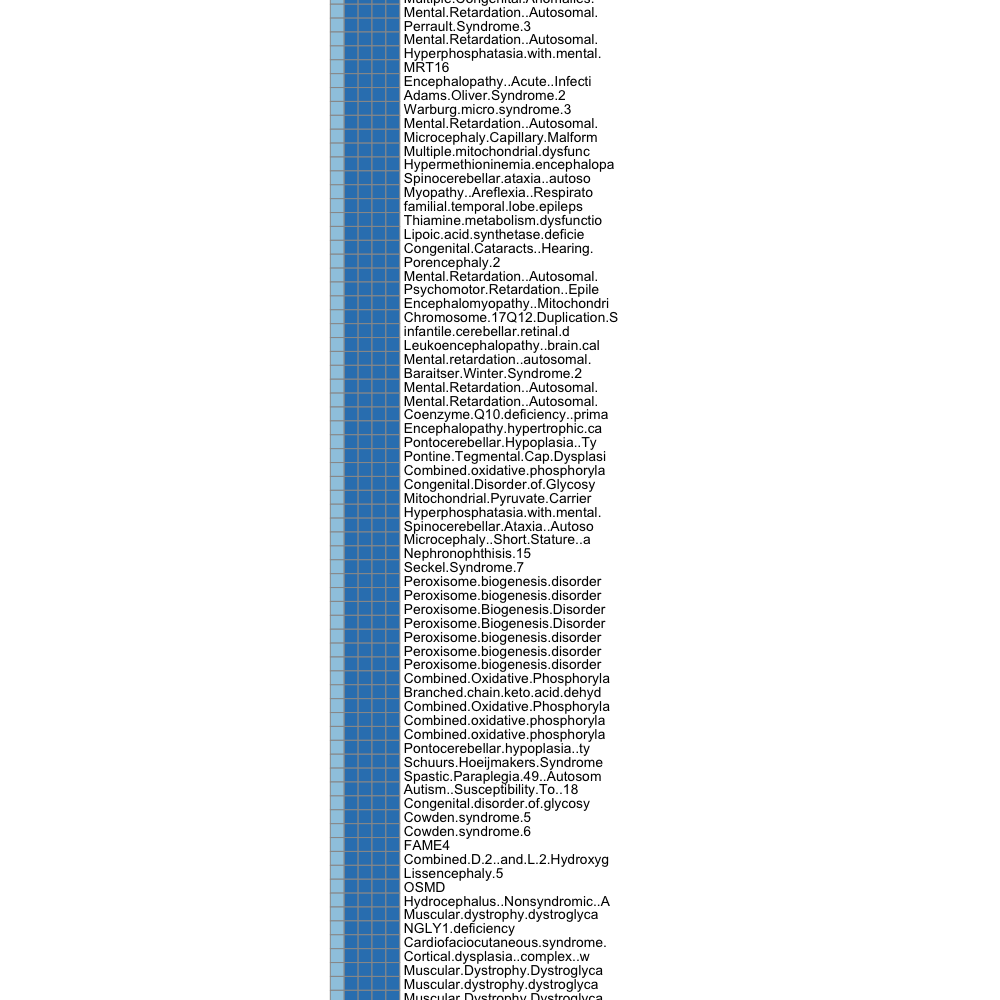 Multiple.Congenital.Anomalies.
Mental.Retardation..Autosomal.
Perrault.Syndrome.3
Mental.Retardation..Autosomal.
Hyperphosphatasia.with.mental.
MRT16
Encephalopathy..Acute..Infecti
Adams.Oliver.Syndrome.2
Warburg.micro.syndrome.3
Mental.Retardation..Autosomal.
Microcephaly.Capillary.Malform
Multiple.mitochondrial.dysfunc
Hypermethioninemia.encephalopa
Spinocerebellar.ataxia..autoso
Myopathy..Areflexia..Respirato
familial.temporal.lobe.epileps
Thiamine.metabolism.dysfunctio
Lipoic.acid.synthetase.deficie
Congenital.Cataracts..Hearing.
Porencephaly.2
Mental.Retardation..Autosomal.
Psychomotor.Retardation..Epile
Encephalomyopathy..Mitochondri
Chromosome.17Q12.Duplication.S
infantile.cerebellar.retinal.d
Leukoencephalopathy..brain.cal
Mental.retardation..autosomal.
Baraitser.Winter.Syndrome.2
Mental.Retardation..Autosomal.
Mental.Retardation..Autosomal.
Coenzyme.Q10.deficiency..prima
Encephalopathy.hypertrophic.ca
Pontocerebellar.Hypoplasia..Ty
Pontine.Tegmental.Cap.Dysplasi
Combined.oxidative.phosphoryla
Congenital.Disorder.of.Glycosy
Mitochondrial.Pyruvate.Carrier
Hyperphosphatasia.with.mental.
Spinocerebellar.Ataxia..Autoso
Microcephaly..Short.Stature..a
Nephronophthisis.15
Seckel.Syndrome.7
Peroxisome.biogenesis.disorder
Peroxisome.biogenesis.disorder
Peroxisome.Biogenesis.Disorder
Peroxisome.Biogenesis.Disorder
Peroxisome.biogenesis.disorder
Peroxisome.biogenesis.disorder
Peroxisome.biogenesis.disorder
Combined.Oxidative.Phosphoryla
Branched.chain.keto.acid.dehyd
Combined.Oxidative.Phosphoryla
Combined.oxidative.phosphoryla
Combined.oxidative.phosphoryla
Pontocerebellar.hypoplasia..ty
Schuurs.Hoeijmakers.Syndrome
Spastic.Paraplegia.49..Autosom
Autism..Susceptibility.To..18
Congenital.disorder.of.glycosy
Cowden.syndrome.5
Cowden.syndrome.6
FAME4
Combined.D.2..and.L.2.Hydroxyg
Lissencephaly.5
OSMD
Hydrocephalus..Nonsyndromic..A
Muscular.dystrophy.dystroglyca
NGLY1.deficiency
Cardiofaciocutaneous.syndrome.
Cortical.dysplasia..complex..w
Muscular.Dystrophy.Dystroglyca
Muscular.dystrophy.dystroglyca
Muscular.Dystrophy.Dystroglyca